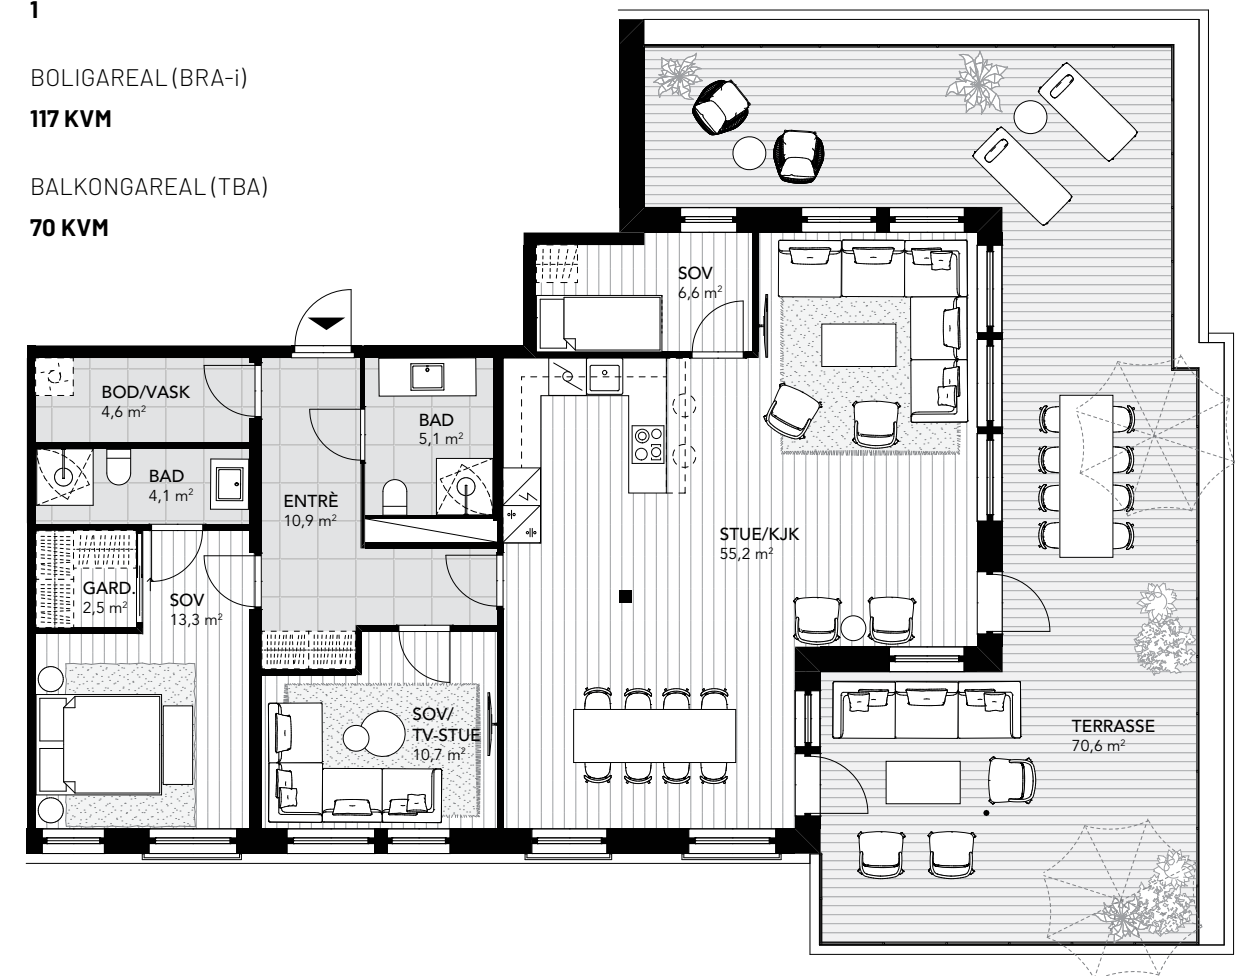 1
BOLIGAREAL (BRA-i)
117 KVM
BALKONGAREAL (TBA)
70 KVM
SOV
6,6 m²
BOD/VASK
4,6 m²
BAD
5,1 m²
BAD
4,1 m²
ENTRÈ
10,9 m²
STUE/KJK
55,2 m²
GARD.
2,5 m²
SOV
13,3 m²
SOV/
TV-STUE
10,7 m²
TERRASSE
70,6 m²